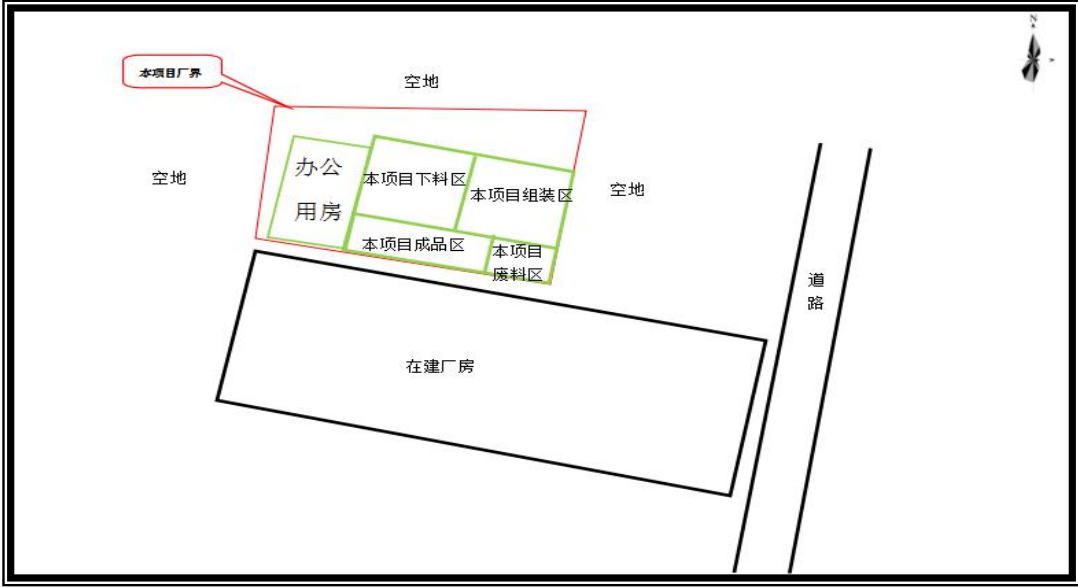 N
本项目厂界
空地
空地
办公
用房
本项目下料区
本项目组装区
空地
本项目成品区
本项目
废料区
道
路
在建厂房